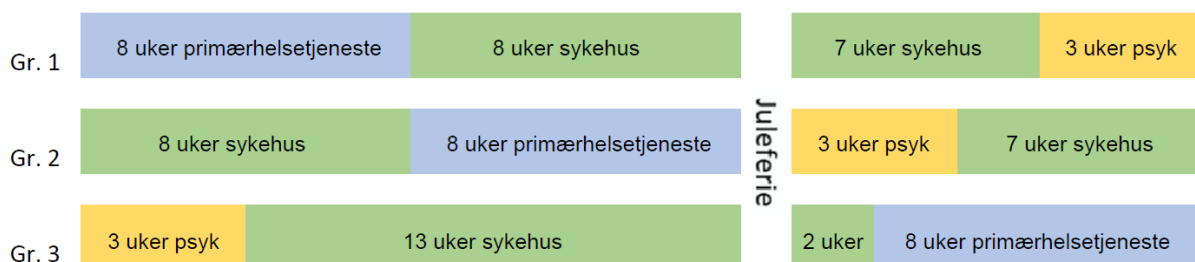 Gr. 1 8 uker primærhelsetjeneste 8 uker sykehus 7 uker sykehus 3 uker psyk
Gr. 2 8 uker sykehus 8 uker primærhelsetjeneste Juleferie 3 uker psyk 7 uker sykehus
Gr. 3 3 uker psyk 13 uker sykehus 2 uker 8 uker primærhelsetjeneste